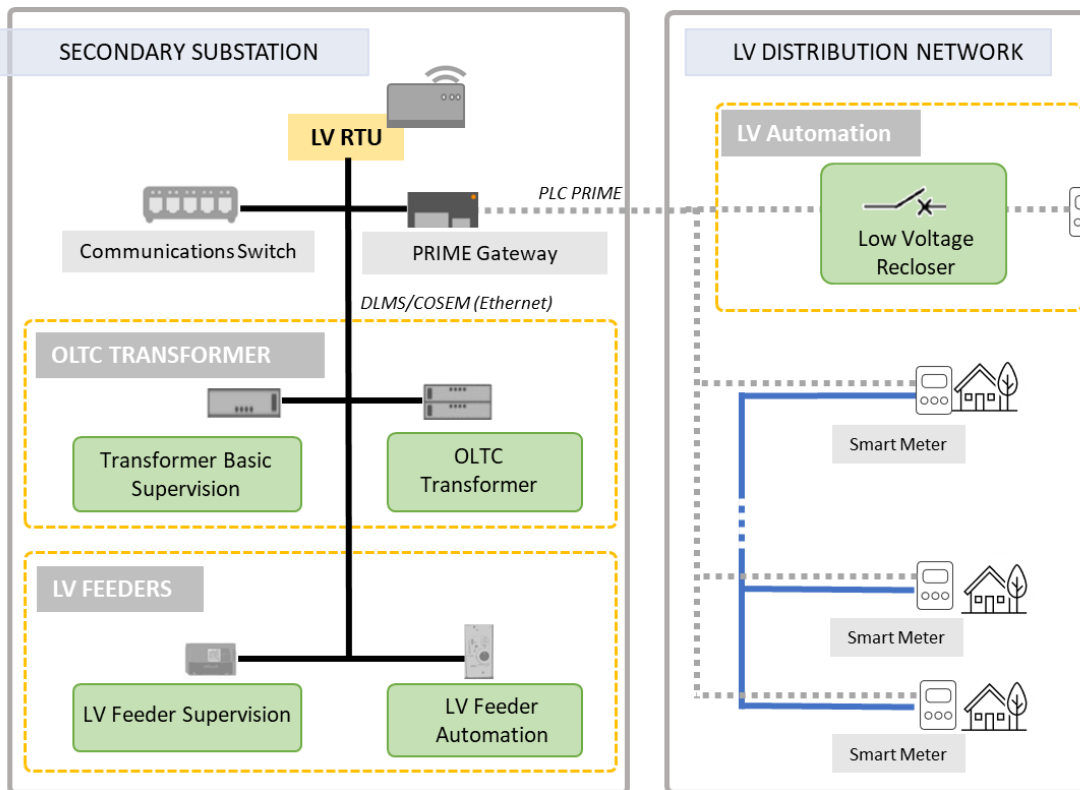 SECONDARY SUBSTATION
LV RTU
Communications Switch
PRIME Gateway
PLC PRIME
DLMS/COSEM (Ethernet)
OLTC TRANSFORMER
Transformer Basic
Supervision
OLTC
Transformer
LV FEEDERS
LV Feeder Supervision
LV Feeder
Automation
LV DISTRIBUTION NETWORK
LV Automation
Low Voltage
Recloser
Smart Meter
Smart Meter
Smart Meter